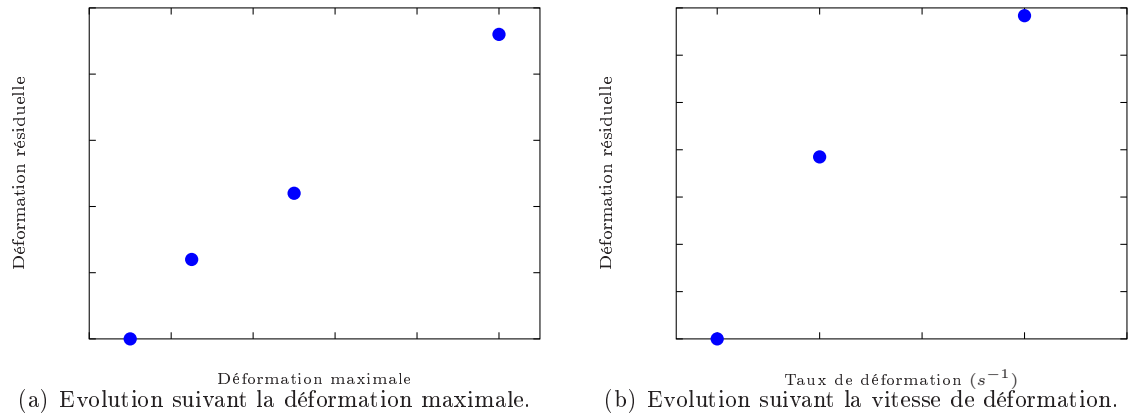 Déformation résiduelle
Déformation maximale
(a) Evolution suivant la déformation maximale.
Déformation résiduelle
Taux de déformation (s⁻¹)
(b) Evolution suivant la vitesse de déformation.